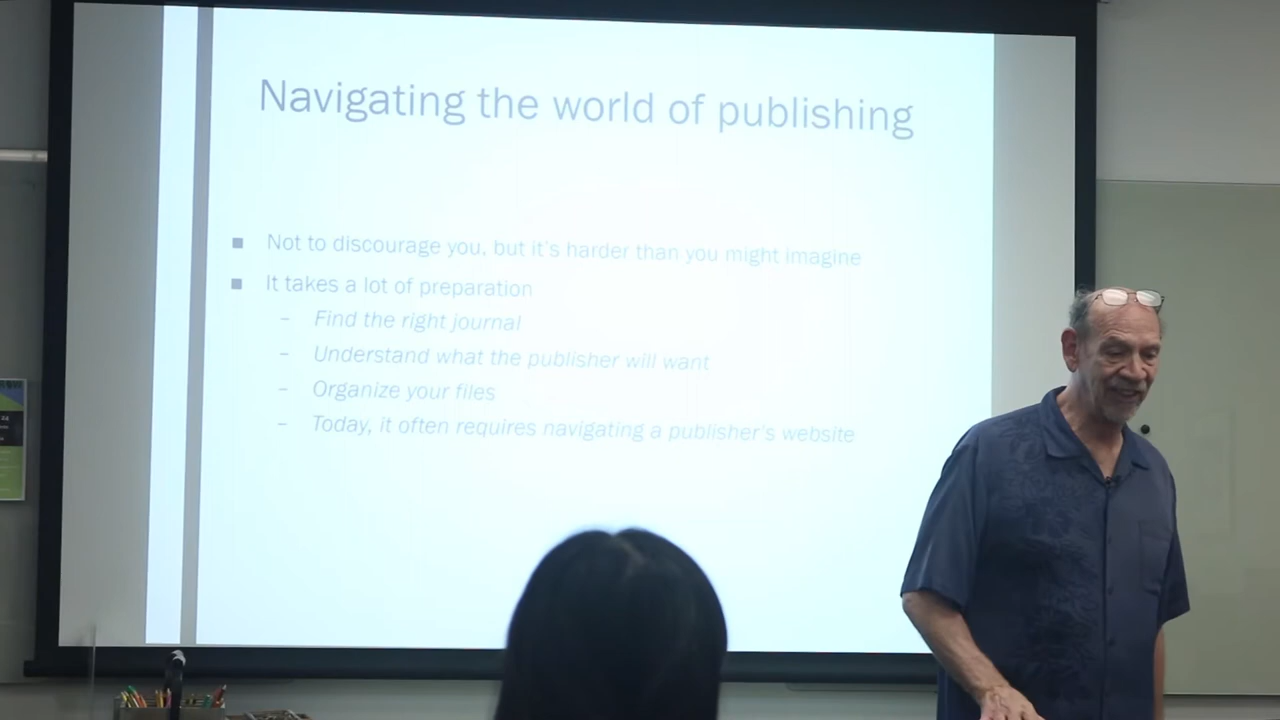 Navigating the world of publishing
■ Not to discourage you, but it's harder than you might imagine
■ It takes a lot of preparation
– Find the right journal
– Understand what the publisher will want
– Organize your files
– Today, it often requires navigating a publisher's website